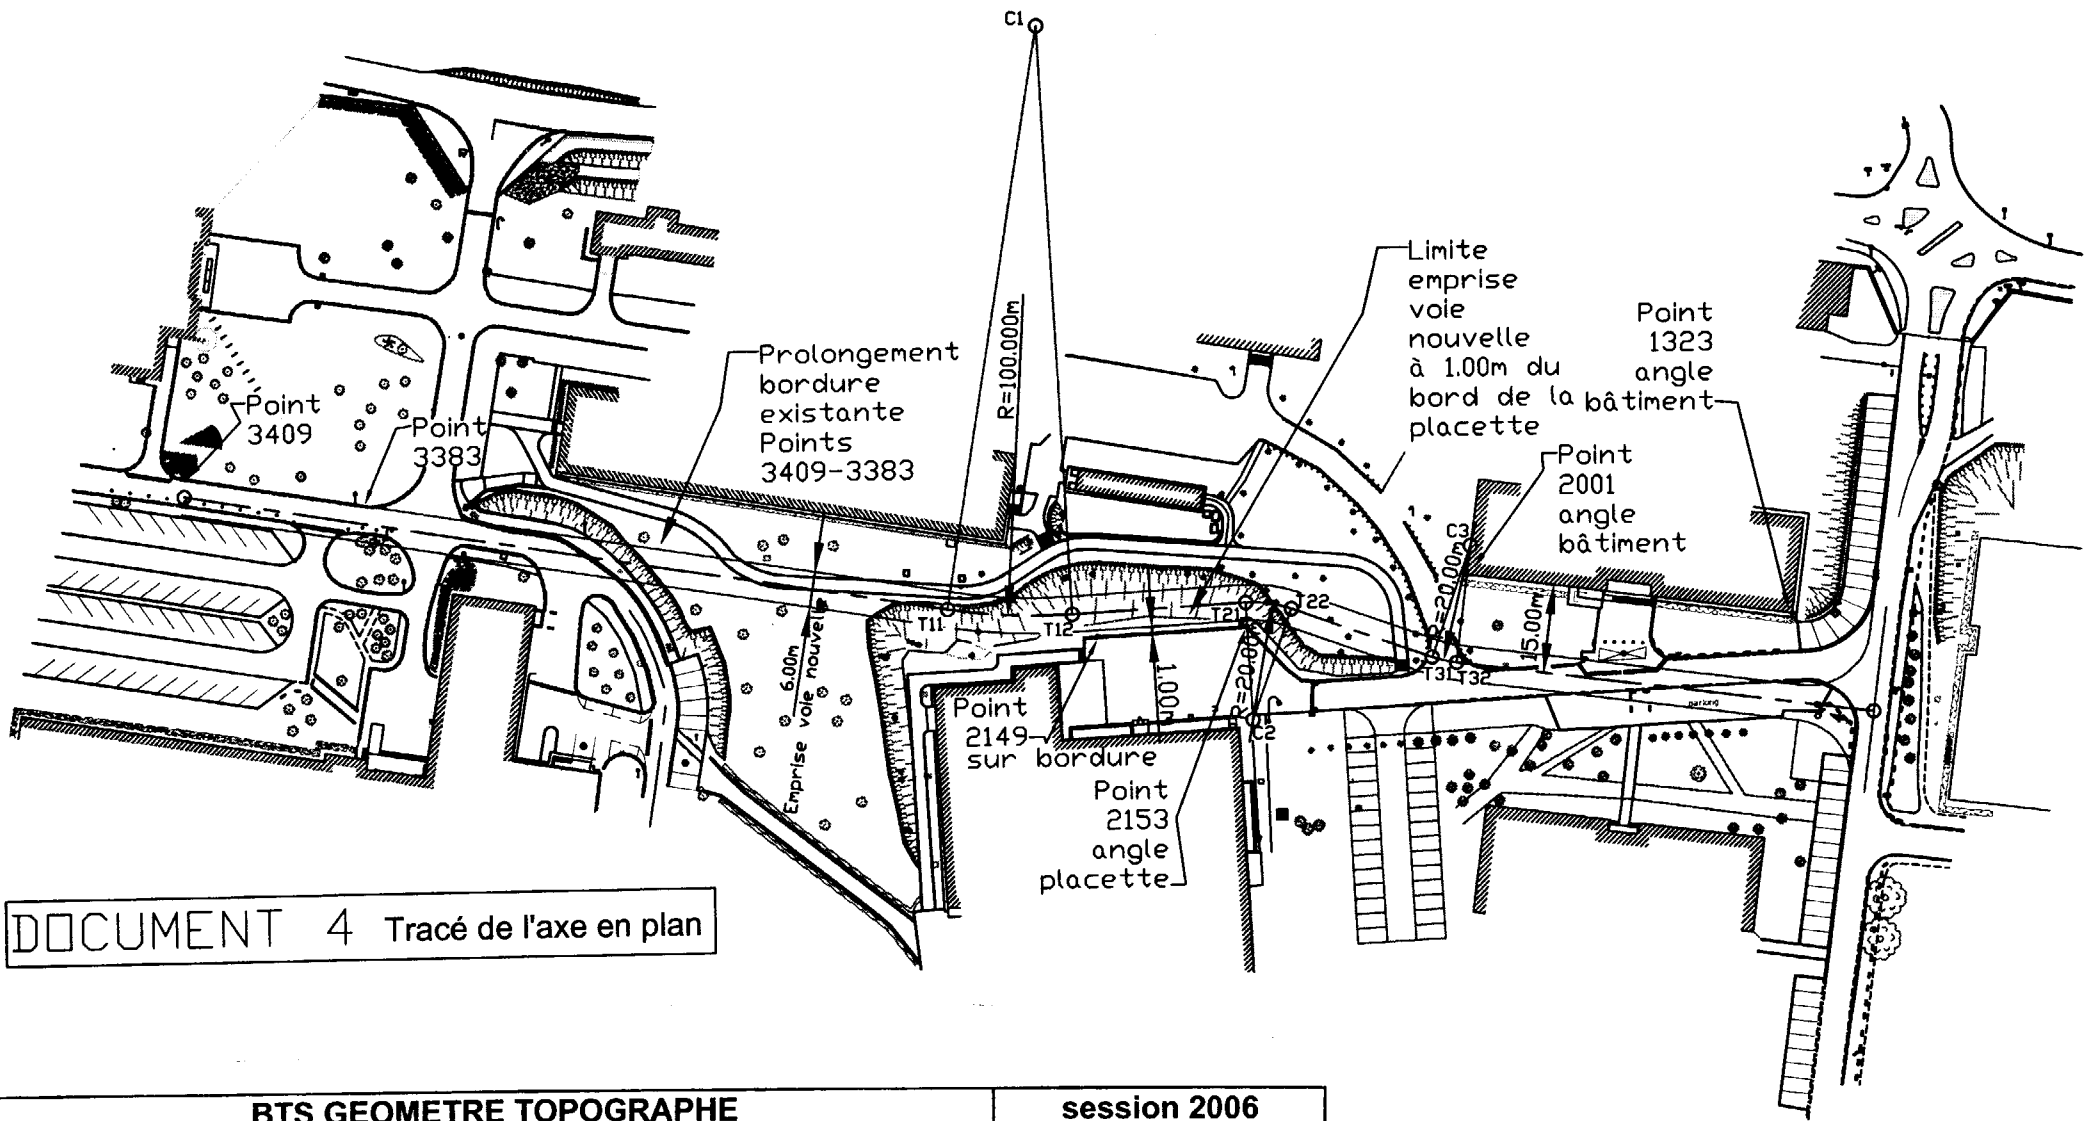 C1
R=100.000m
Limite
emprise
voie
nouvelle
à 1.00m du
bord de la
placette
Point
1323
angle
bâtiment
Prolongement
bordure
existante
Points
3409-3383
Point
3409
Point
3383
Point
2001
angle
bâtiment
C3
R=20.00m
15.00m
T11
T12
T21
T22
T31
T32
6.00m
Emprise voie nouvelle
1.00m
R=20.00m
C2
parking
Point
2149
sur bordure
Point
2153
angle
placette
DOCUMENT 4 Tracé de l'axe en plan
BTS GEOMETRE TOPOGRAPHE
session 2006